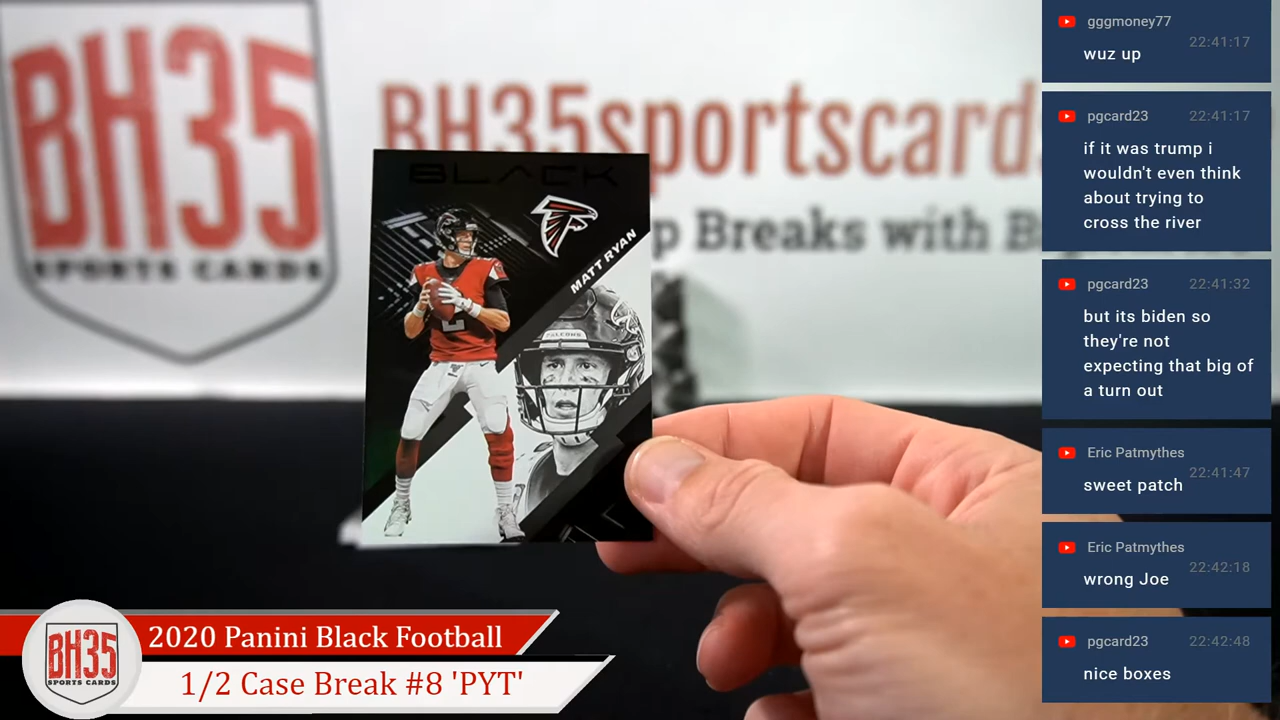 BH35
SPORTS CARDS
BH35sportscards
p Breaks with B
BLACK
MATT RYAN
FALCONS
2
BH35
SPORTS CARDS
2020 Panini Black Football
1/2 Case Break #8 'PYT'
gggmoney77
22:41:17
wuz up
pgcard23 22:41:17
if it was trump i
wouldn't even think
about trying to
cross the river
pgcard23 22:41:32
but its biden so
they're not
expecting that big of
a turn out
Eric Patmythes
22:41:47
sweet patch
Eric Patmythes
22:42:18
wrong Joe
pgcard23 22:42:48
nice boxes